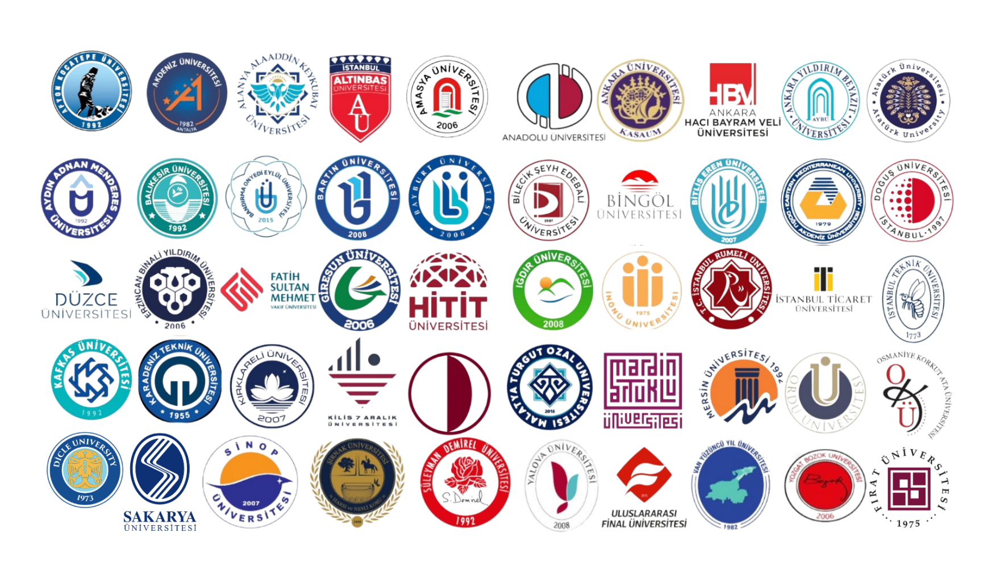 AFYON KOCATEPE ÜNİVERSİTESİ
1992
AKDENİZ ÜNİVERSİTESİ
1982
ANTALYA
ALANYA ALAADDİN KEYKUBAT
ÜNİVERSİTESİ
İSTANBUL
ALTINBAS
ÜNİVERSİTESİ
AÜ
AMASYA ÜNİVERSİTESİ
2006
ANADOLU ÜNİVERSİTESİ
ANKARA ÜNİVERSİTESİ
KASAUM
HBV
ANKARA
HACI BAYRAM VELİ
ÜNİVERSİTESİ
ANKARA YILDIRIM BEYAZIT
ÜNİVERSİTESİ
AYBÜ
Atatürk Üniversitesi
Atatürk University
AYDIN ADNAN MENDERES
ÜNİVERSİTESİ
1992
BALIKESİR ÜNİVERSİTESİ
1992
BANDIRMA ONYEDİ EYLÜL ÜNİVERSİTESİ
2015
BARTIN ÜNİVERSİTESİ
2008
BAYBURT ÜNİVERSİTESİ
• 2008 •
BİLECİK ŞEYH EDEBALİ
ÜNİVERSİTESİ
2007
BİNGÖL
ÜNİVERSİTESİ
BİTLİS EREN ÜNİVERSİTESİ
2007
EASTERN MEDITERRANEAN UNIVERSITY
DOĞU AKDENİZ ÜNİVERSİTESİ
1979
DOĞUŞ ÜNİVERSİTESİ
İSTANBUL·1997
DÜZCE
ÜNİVERSİTESİ
ERZİNCAN BİNALİ YILDIRIM ÜNİVERSİTESİ
• 2006 •
FATİH
SULTAN
MEHMET
VAKIF ÜNİVERSİTESİ
GİRESUN ÜNİVERSİTESİ
2006
HİTİT
ÜNİVERSİTESİ
IĞDIR ÜNİVERSİTESİ
2008
1975
İNÖNÜ ÜNİVERSİTESİ
T.C. İSTANBUL RUMELİ ÜNİVERSİTESİ
R
İSTANBUL TİCARET
ÜNİVERSİTESİ
İSTANBUL TEKNİK ÜNİVERSİTESİ
1773
KAFKAS ÜNİVERSİTESİ
1992
KARADENİZ TEKNİK ÜNİVERSİTESİ
1955
KIRKLARELİ ÜNİVERSİTESİ
2007
KİLİS 7 ARALIK
ÜNİVERSİTESİ
MALATYA TURGUT OZAL UNIVERSITESI
2018
mardin
artuklu
üniversitesi
MERSİN ÜNİVERSİTESİ 1992
ORDU ÜNİVERSİTESİ
OSMANİYE KORKUT ATA ÜNİVERSİTESİ
OKÜ
DİCLE UNIVERSITY
1973
SAKARYA
ÜNİVERSİTESİ
SİNOP
2007
ÜNİVERSİTESİ
ŞIRNAK ÜNİVERSİTESİ
HARSI ve NESLİ KORU
2008
SÜLEYMAN DEMİREL ÜNİVERSİTESİ
S. Demirel
1992
YALOVA ÜNİVERSİTESİ
2008
ULUSLARARASI
FİNAL ÜNİVERSİTESİ
VAN YÜZÜNCÜ YIL ÜNİVERSİTESİ
1982
YOZGAT BOZOK ÜNİVERSİTESİ
Bozok
2006
FIRAT ÜNİVERSİTESİ
1975